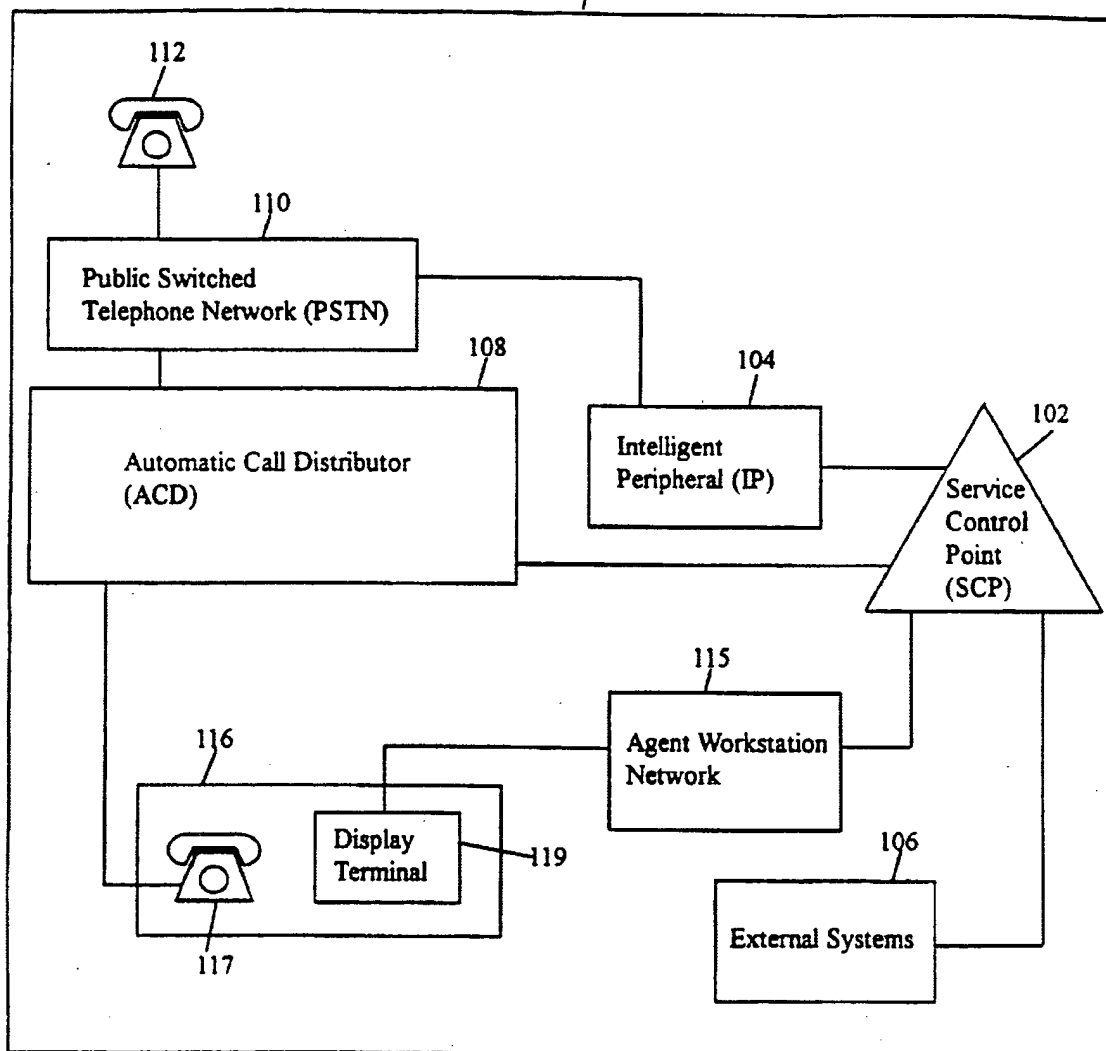 112
110
Public Switched
Telephone Network (PSTN)
108
Automatic Call Distributor
(ACD)
104
Intelligent
Peripheral (IP)
102
Service
Control
Point
(SCP)
115
Agent Workstation
Network
116
Display
Terminal
119
117
106
External Systems